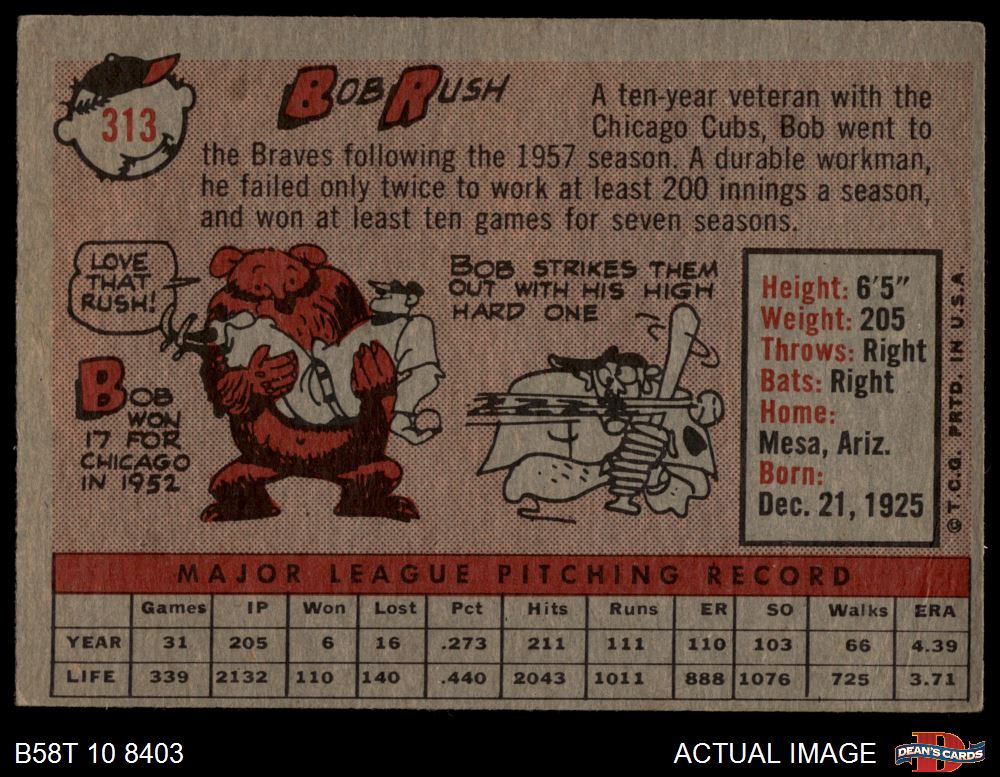 313
BOB RUSH
A ten-year veteran with the
Chicago Cubs, Bob went to
the Braves following the 1957 season. A durable workman,
he failed only twice to work at least 200 innings a season,
and won at least ten games for seven seasons.
LOVE
THAT
RUSH!
BOB
WON
17 FOR
CHICAGO
IN 1952
BOB STRIKES THEM
OUT WITH HIS HIGH
HARD ONE
Height: 6'5"
Weight: 205
Throws: Right
Bats: Right
Home:
Mesa, Ariz.
Born:
Dec. 21, 1925
© T.C.G. PRTD. IN U.S.A.
MAJOR LEAGUE PITCHING RECORD
Games IP Won Lost Pct Hits Runs ER SO Walks ERA
YEAR 31 205 6 16 .273 211 111 110 103 66 4.39
LIFE 339 2132 110 140 .440 2043 1011 888 1076 725 3.71
B58T 10 8403
ACTUAL IMAGE
D
DEAN'S CARDS